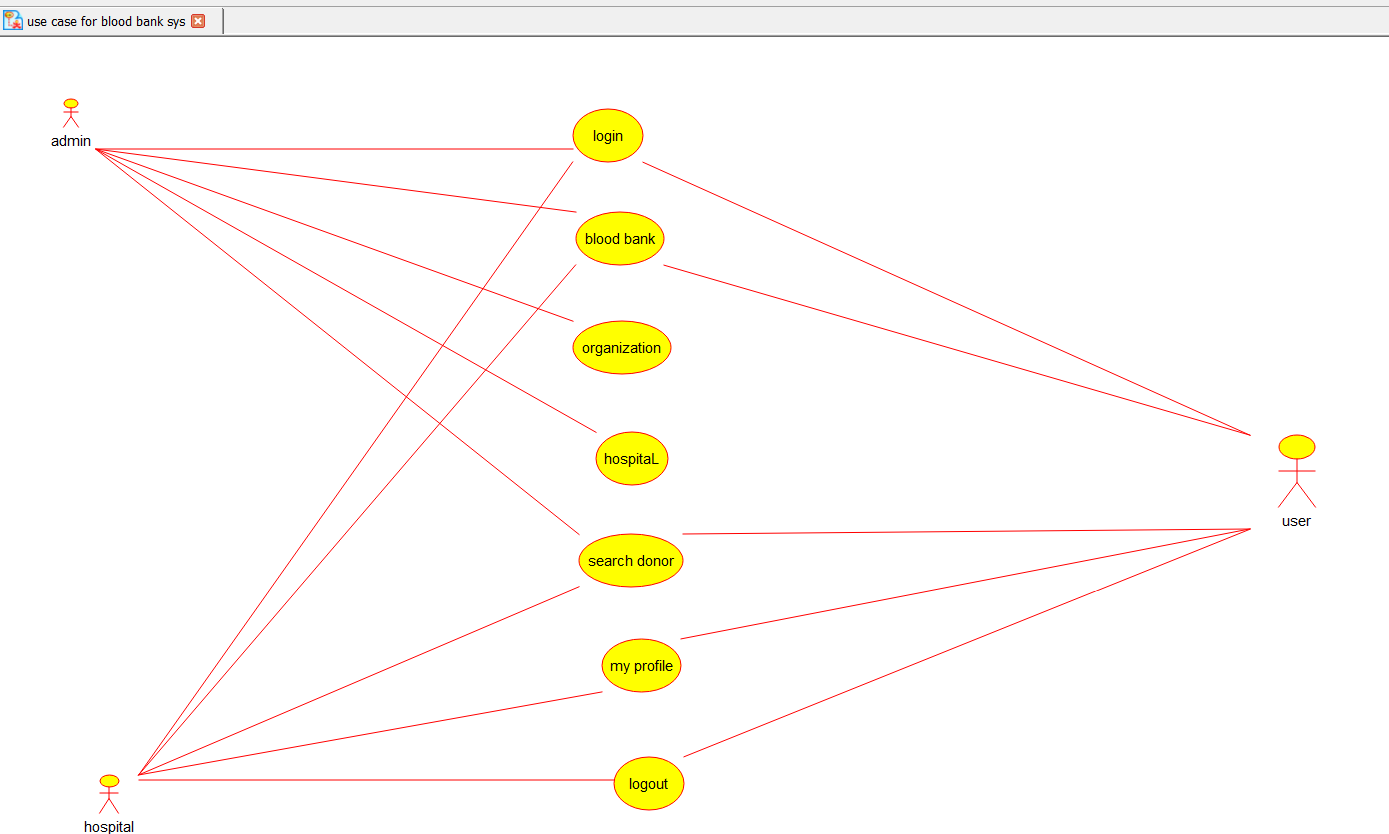 use case for blood bank sys
admin
login
blood bank
organization
hospitaL
user
search donor
my profile
logout
hospital